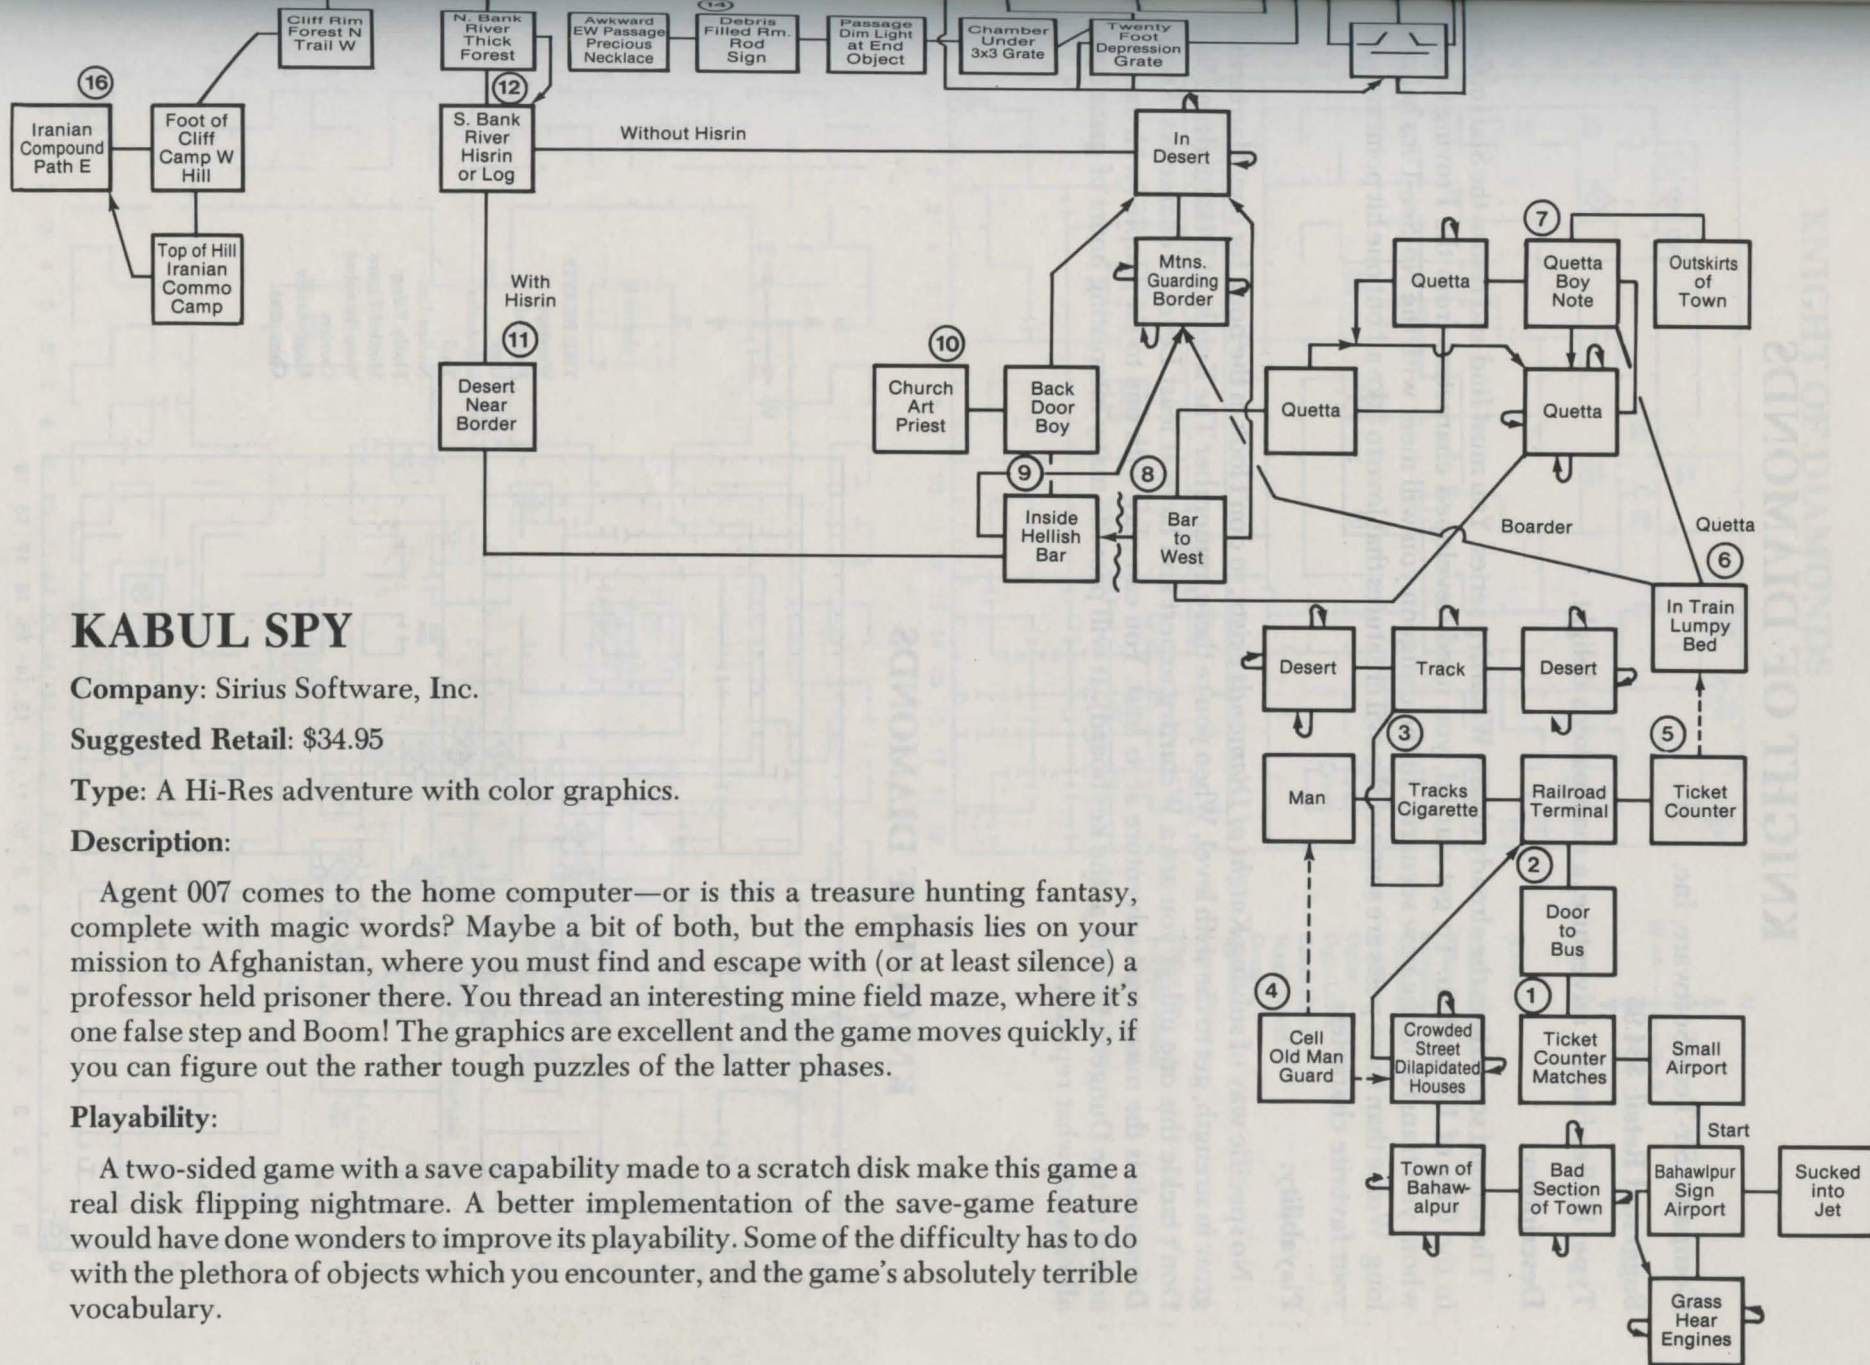 Cliff Rim
Forest N
Trail W
N. Bank
River
Thick
Forest
Awkward
EW Passage
Precious
Necklace
14
Debris
Filled Rm.
Rod
Sign
Passage
Dim Light
at End
Object
Chamber
Under
3x3 Grate
Twenty
Foot
Depression
Grate
16
Iranian
Compound
Path E
Foot of
Cliff
Camp W
Hill
Top of Hill
Iranian
Commo
Camp
12
S. Bank
River
Hisrin
or Log
Without Hisrin
In
Desert
With
Hisrin
11
Desert
Near
Border
Mtns.
Guarding
Border
10
Church
Art
Priest
Back
Door
Boy
9
Inside
Hellish
Bar
8
Bar
to
West
Quetta
7
Quetta
Boy
Note
Outskirts
of
Town
Quetta
Quetta
Boarder
Quetta
6
In Train
Lumpy
Bed
Desert
Track
Desert
3
5
Man
Tracks
Cigarette
Railroad
Terminal
Ticket
Counter
2
Door
to
Bus
4
1
Cell
Old Man
Guard
Crowded
Street
Dilapidated
Houses
Ticket
Counter
Matches
Small
Airport
Start
Town of
Bahaw-
alpur
Bad
Section
of Town
Bahawlpur
Sign
Airport
Sucked
into
Jet
Grass
Hear
Engines
KABUL SPY
Company: Sirius Software, Inc.
Suggested Retail: $34.95
Type: A Hi-Res adventure with color graphics.
Description:
Agent 007 comes to the home computer—or is this a treasure hunting fantasy,
complete with magic words? Maybe a bit of both, but the emphasis lies on your
mission to Afghanistan, where you must find and escape with (or at least silence) a
professor held prisoner there. You thread an interesting mine field maze, where it's
one false step and Boom! The graphics are excellent and the game moves quickly, if
you can figure out the rather tough puzzles of the latter phases.
Playability:
A two-sided game with a save capability made to a scratch disk make this game a
real disk flipping nightmare. A better implementation of the save-game feature
would have done wonders to improve its playability. Some of the difficulty has to do
with the plethora of objects which you encounter, and the game's absolutely terrible
vocabulary.
KNIGHT OF DIAMONDS